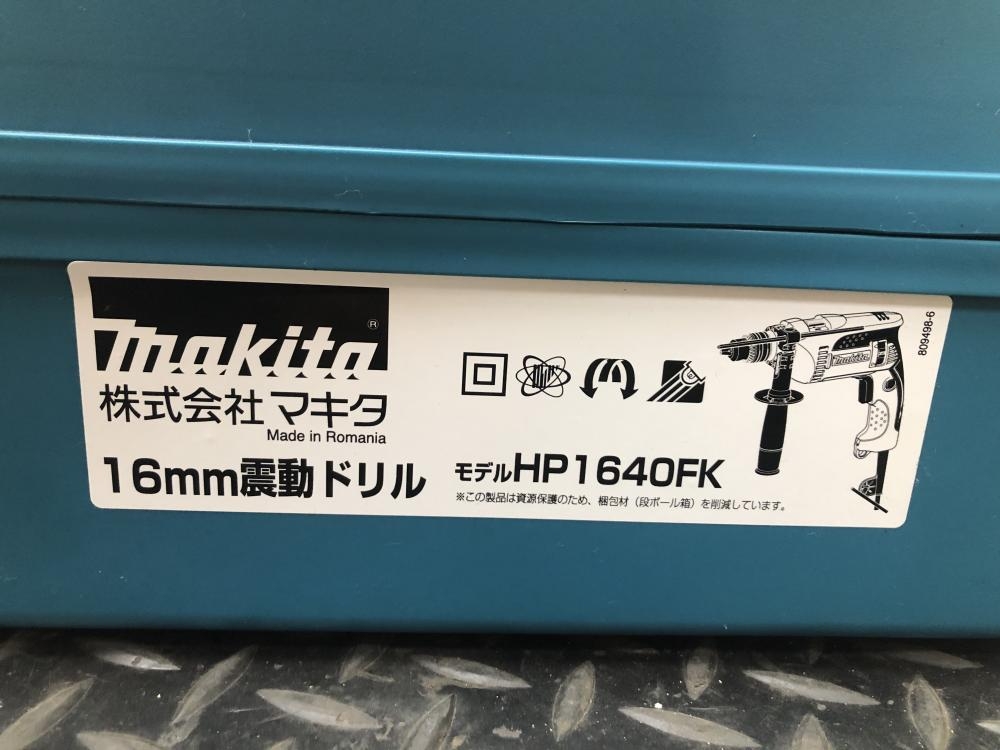 makita®
株式会社マキタ
Made in Romania
16mm震動ドリル
モデルHP1640FK
※この製品は資源保護のため、梱包材（段ボール箱）を削減しています。
makita
809498-6